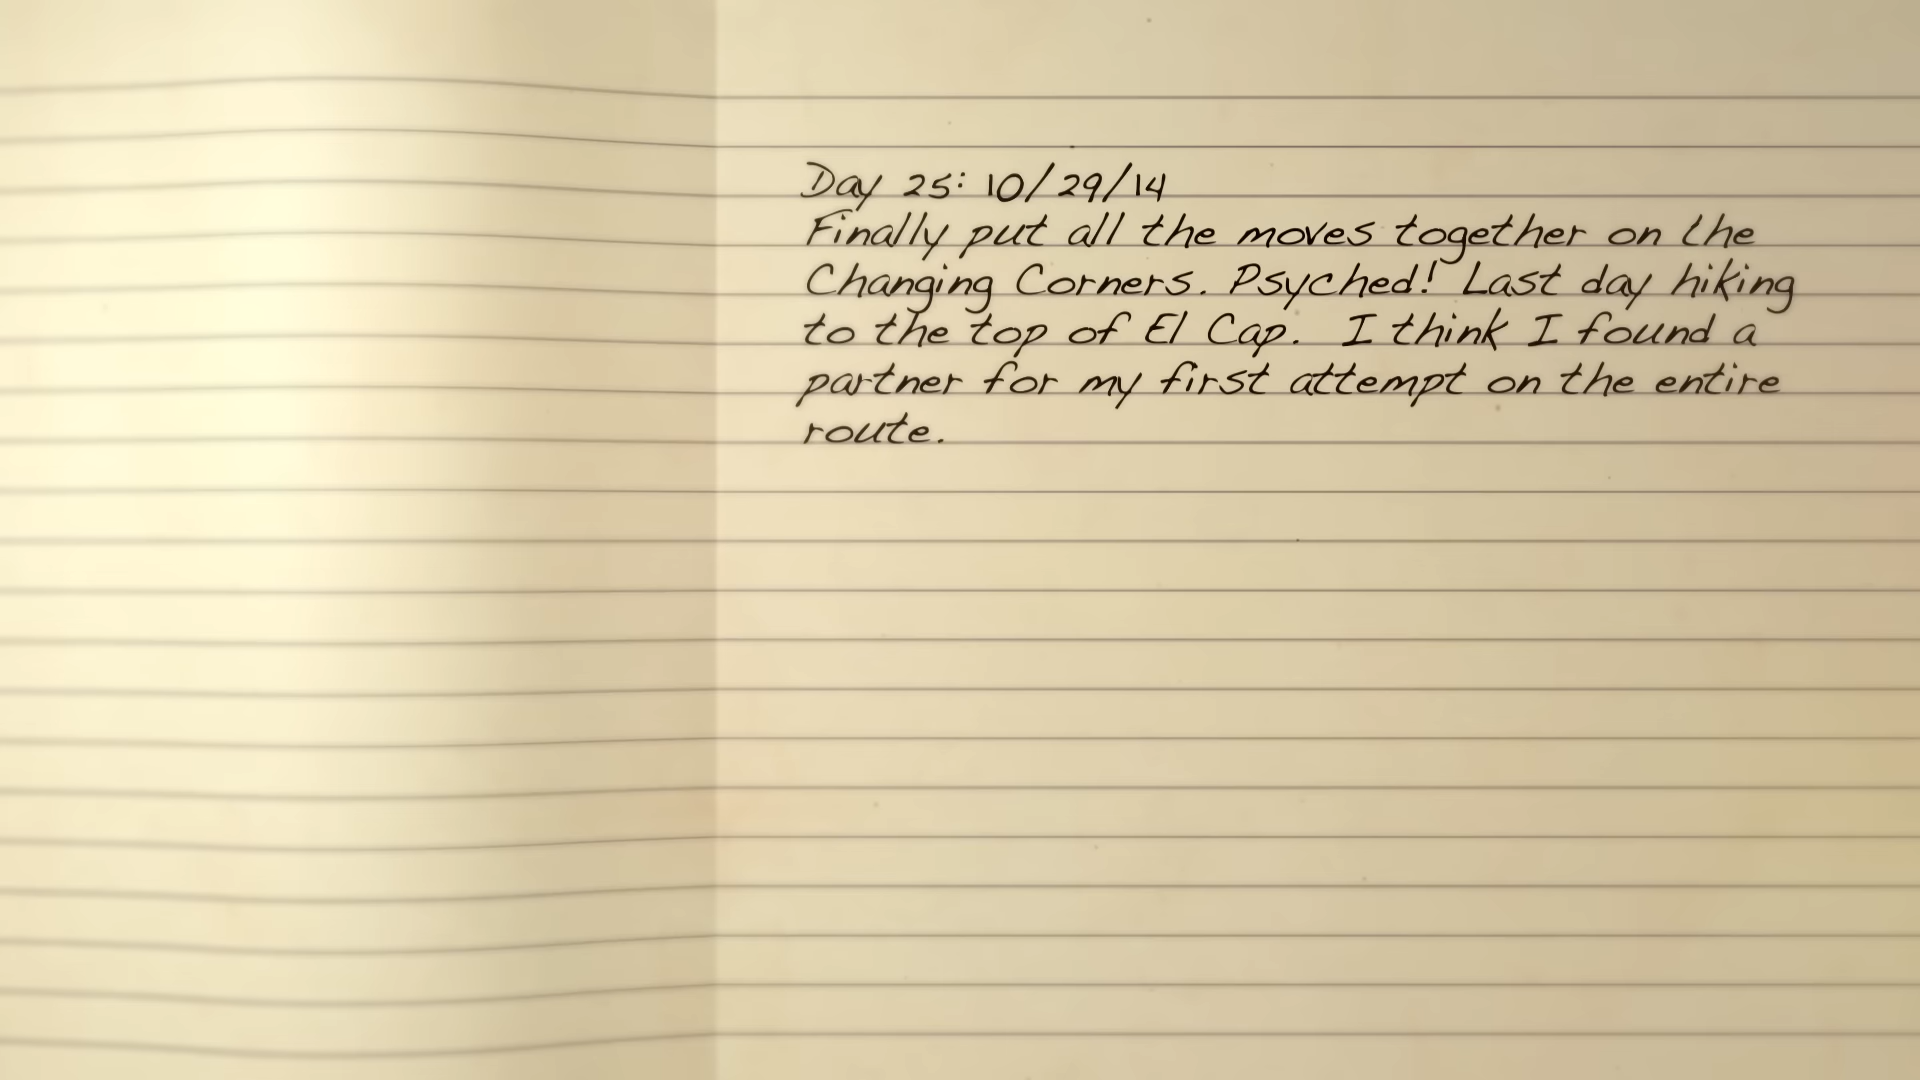 Day 25: 10/29/14
Finally put all the moves together on the
Changing Corners. Psyched! Last day hiking
to the top of El Cap. I think I found a
partner for my first attempt on the entire
route.